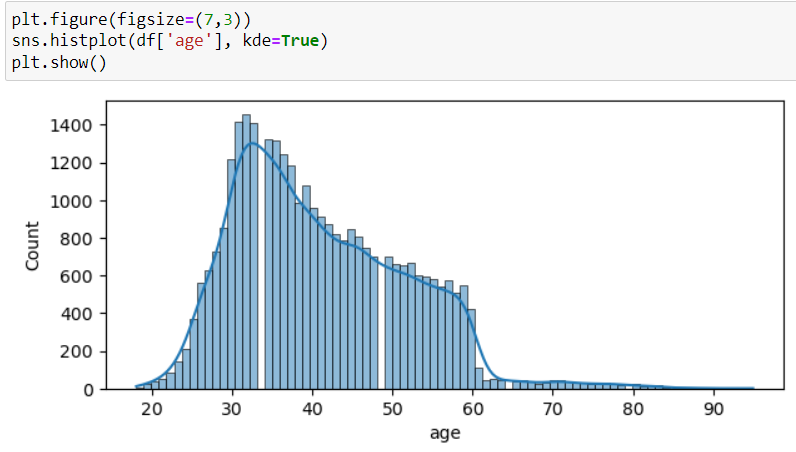 plt.figure(figsize=(7,3))
sns.histplot(df['age'], kde=True)
plt.show()
1400
1200
1000
800
600
400
200
0
Count
20 30 40 50 60 70 80 90
age